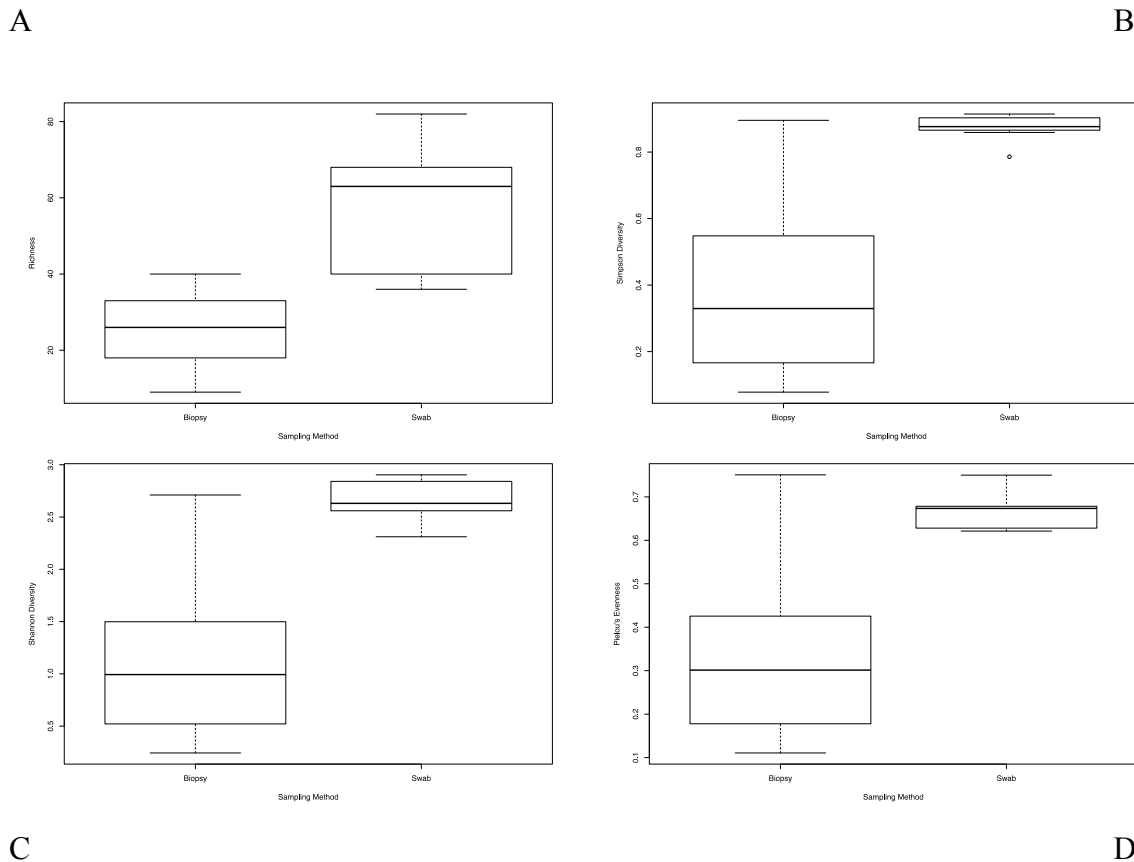 A
B
Richness
20
40
60
80
Biopsy
Swab
Sampling Method
Simpson Diversity
0.2
0.4
0.6
0.8
Biopsy
Swab
Sampling Method
Shannon Diversity
0.5
1.0
1.5
2.0
2.5
3.0
Biopsy
Swab
Sampling Method
Pielou's Evenness
0.1
0.2
0.3
0.4
0.5
0.6
0.7
Biopsy
Swab
Sampling Method
C
D